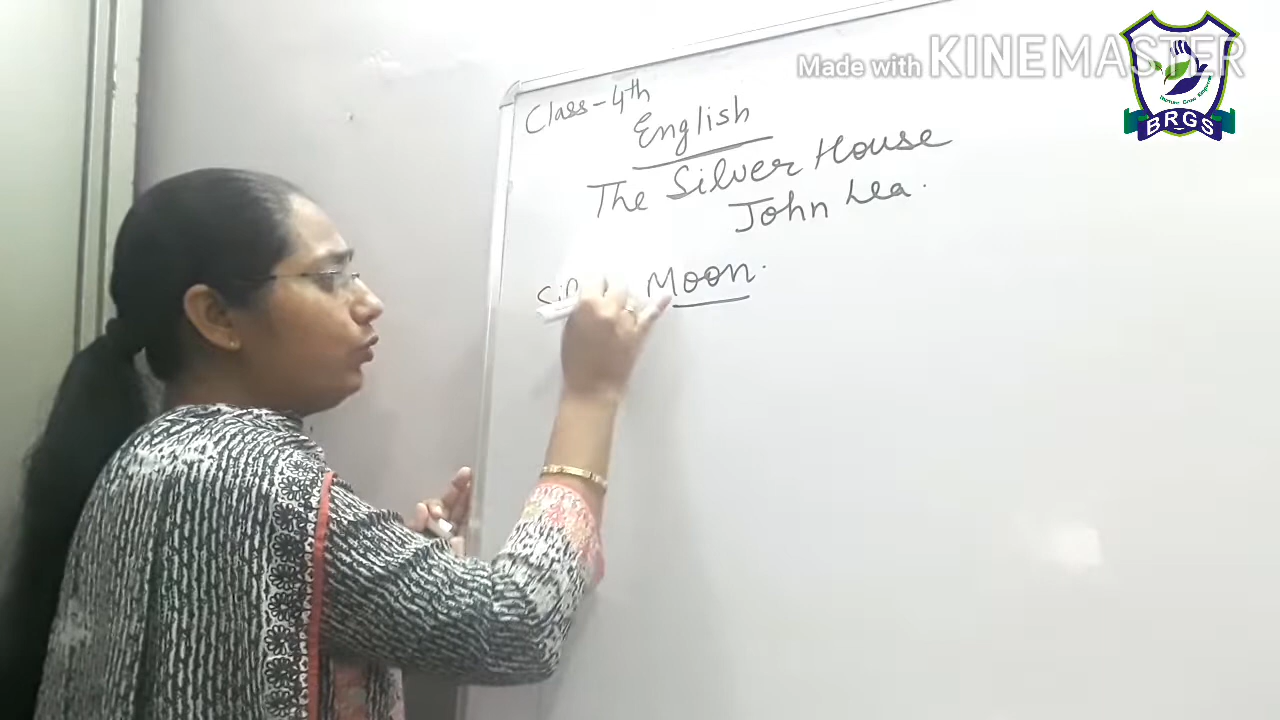 Made with KINEMASTER
BRGS
Class-4th
English
The Silver House
John Lea.
Moon.